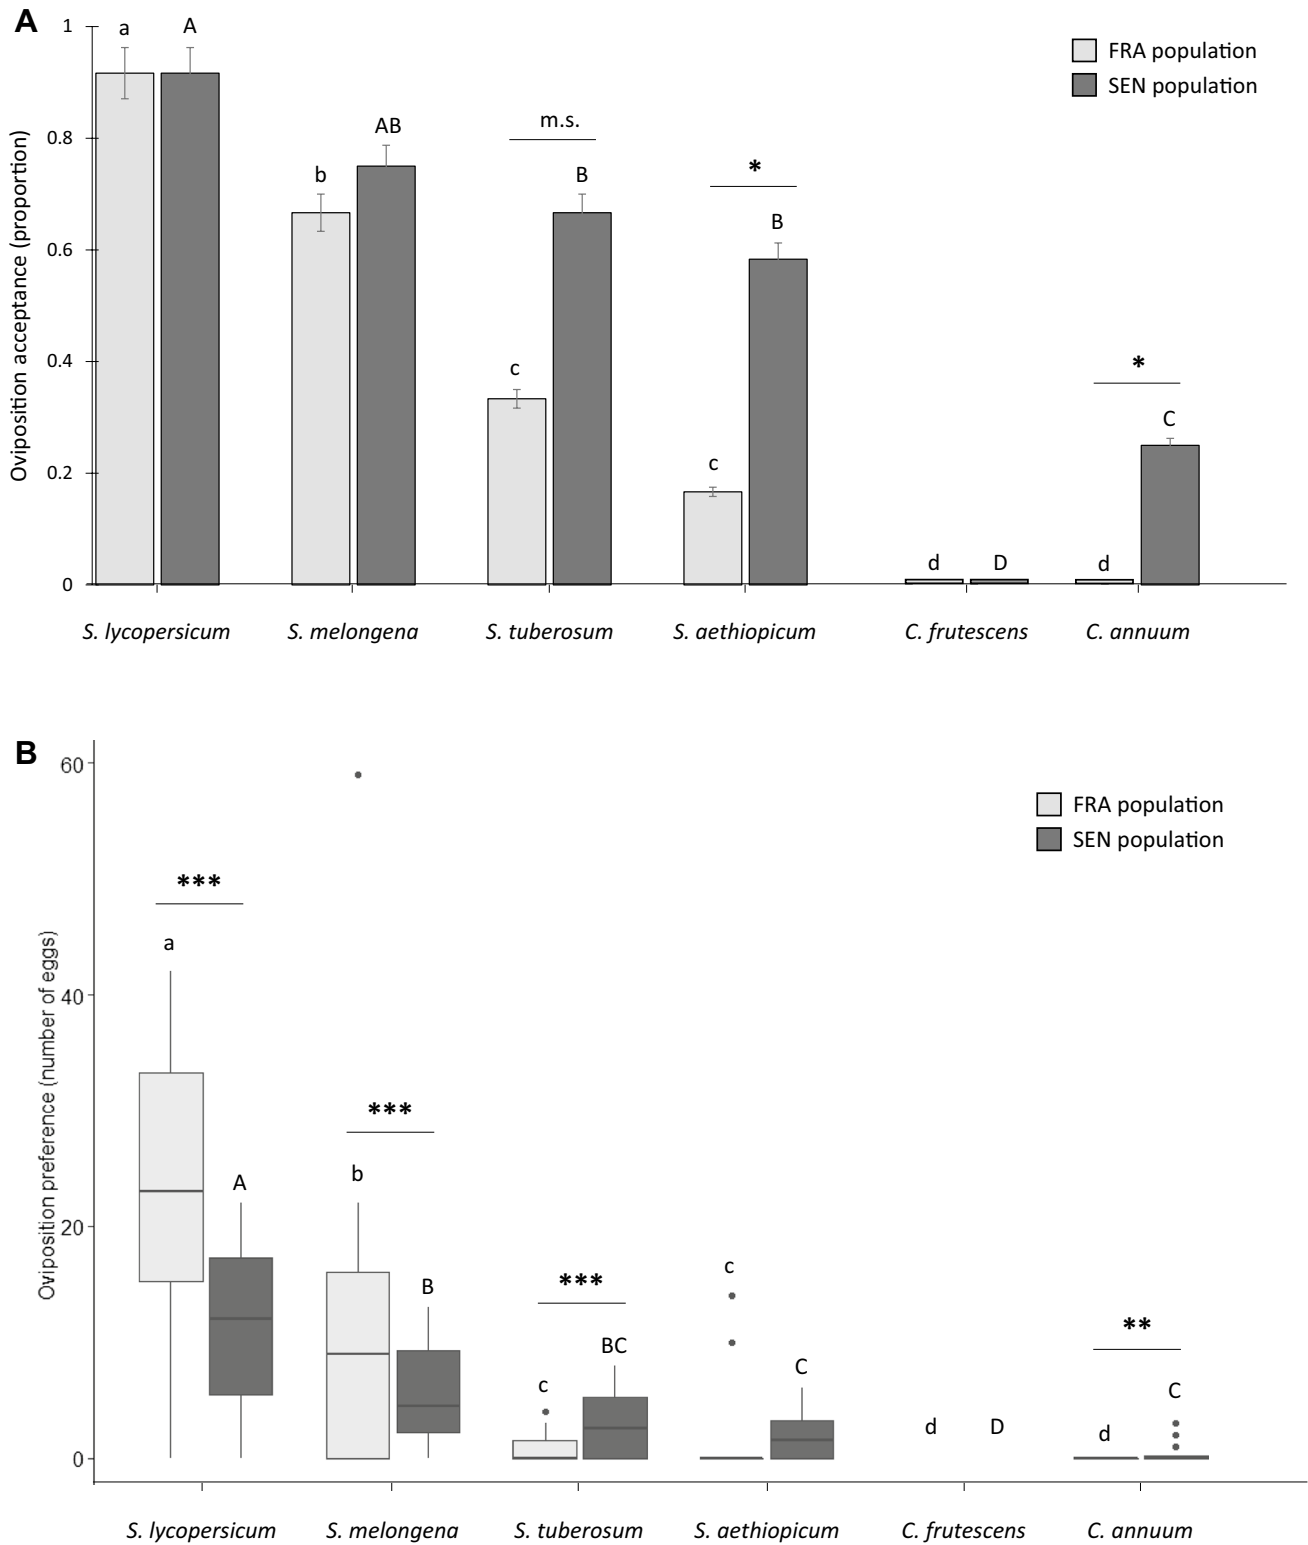 A
1
0.8
0.6
0.4
0.2
0
Oviposition acceptance (proportion)
FRA population
SEN population
a A
b AB
m.s.
c B
*
c B
d D
*
d C
S. lycopersicum S. melongena S. tuberosum S. aethiopicum C. frutescens C. annuum
B
60
40
20
0
Oviposition preference (number of eggs)
FRA population
SEN population
***
a A
***
b B
***
c BC
c C
d D
**
d C
S. lycopersicum S. melongena S. tuberosum S. aethiopicum C. frutescens C. annuum